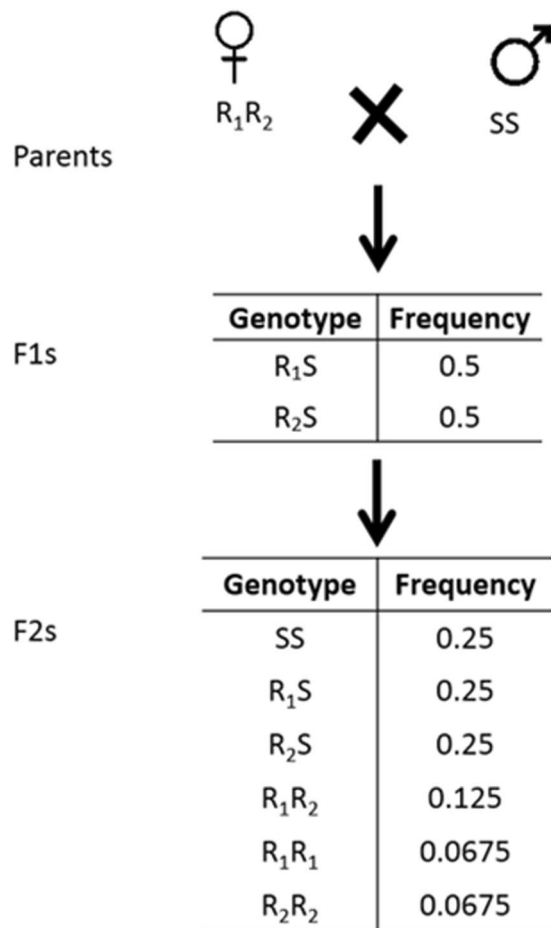 R₁R₂
SS
Parents
Genotype Frequency
F1s
R₁S 0.5
R₂S 0.5
Genotype Frequency
F2s
SS 0.25
R₁S 0.25
R₂S 0.25
R₁R₂ 0.125
R₁R₁ 0.0675
R₂R₂ 0.0675